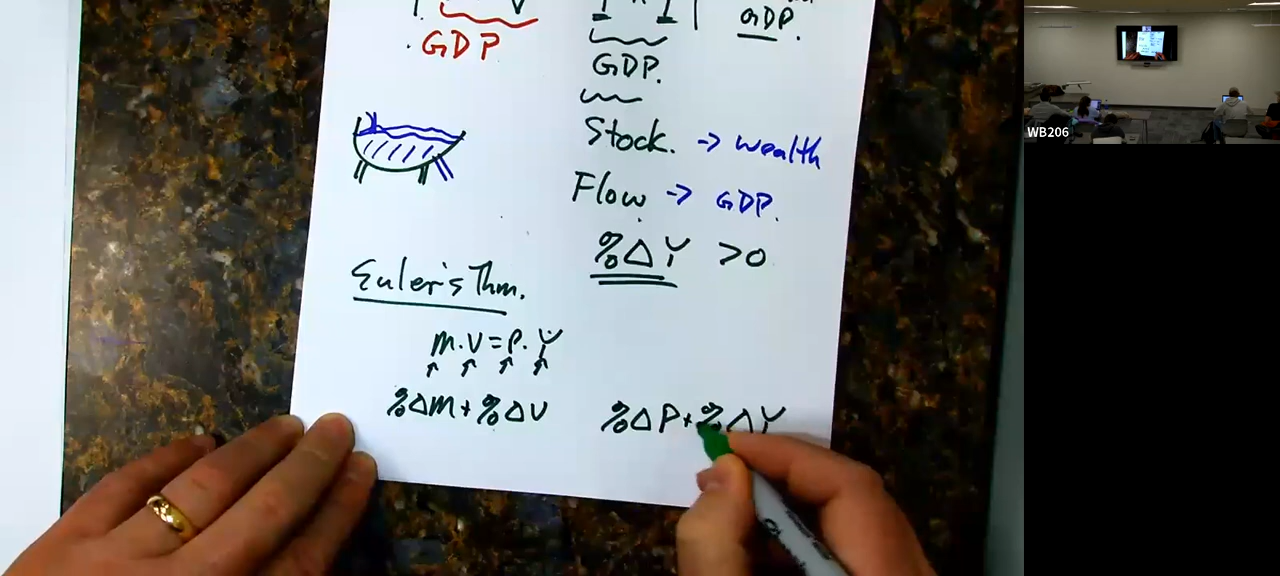 GDP
GDP.
GDP.
Stock. -> wealth
Flow -> GDP.
%ΔY >0
Euler's Thm.
M.V=P.Y
%ΔM+%ΔV %ΔP+%ΔY
WB206